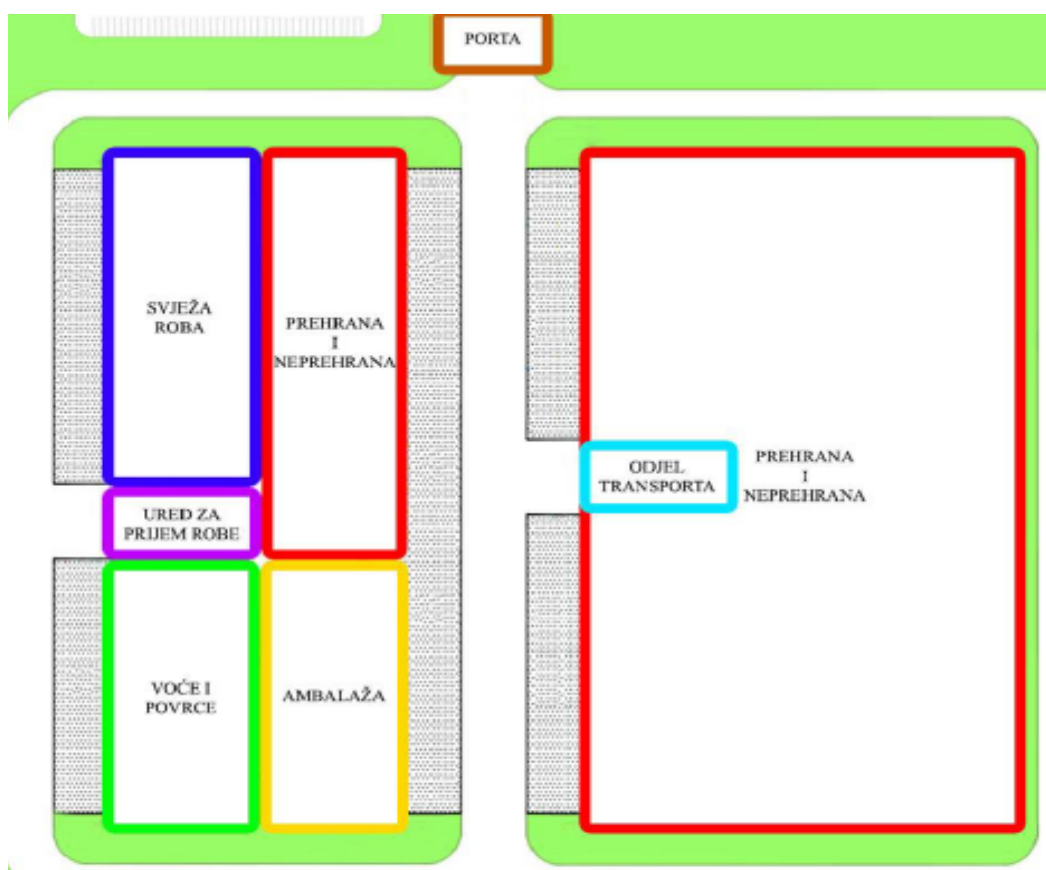 PORTA
SVJEŽA
ROBA
PREHRANA
I
NEPREHRANA
URED ZA
PRIJEM ROBE
VOĆE I
POVRCE
AMBALAŽA
ODJEL
TRANSPORTA
PREHRANA
I
NEPREHRANA